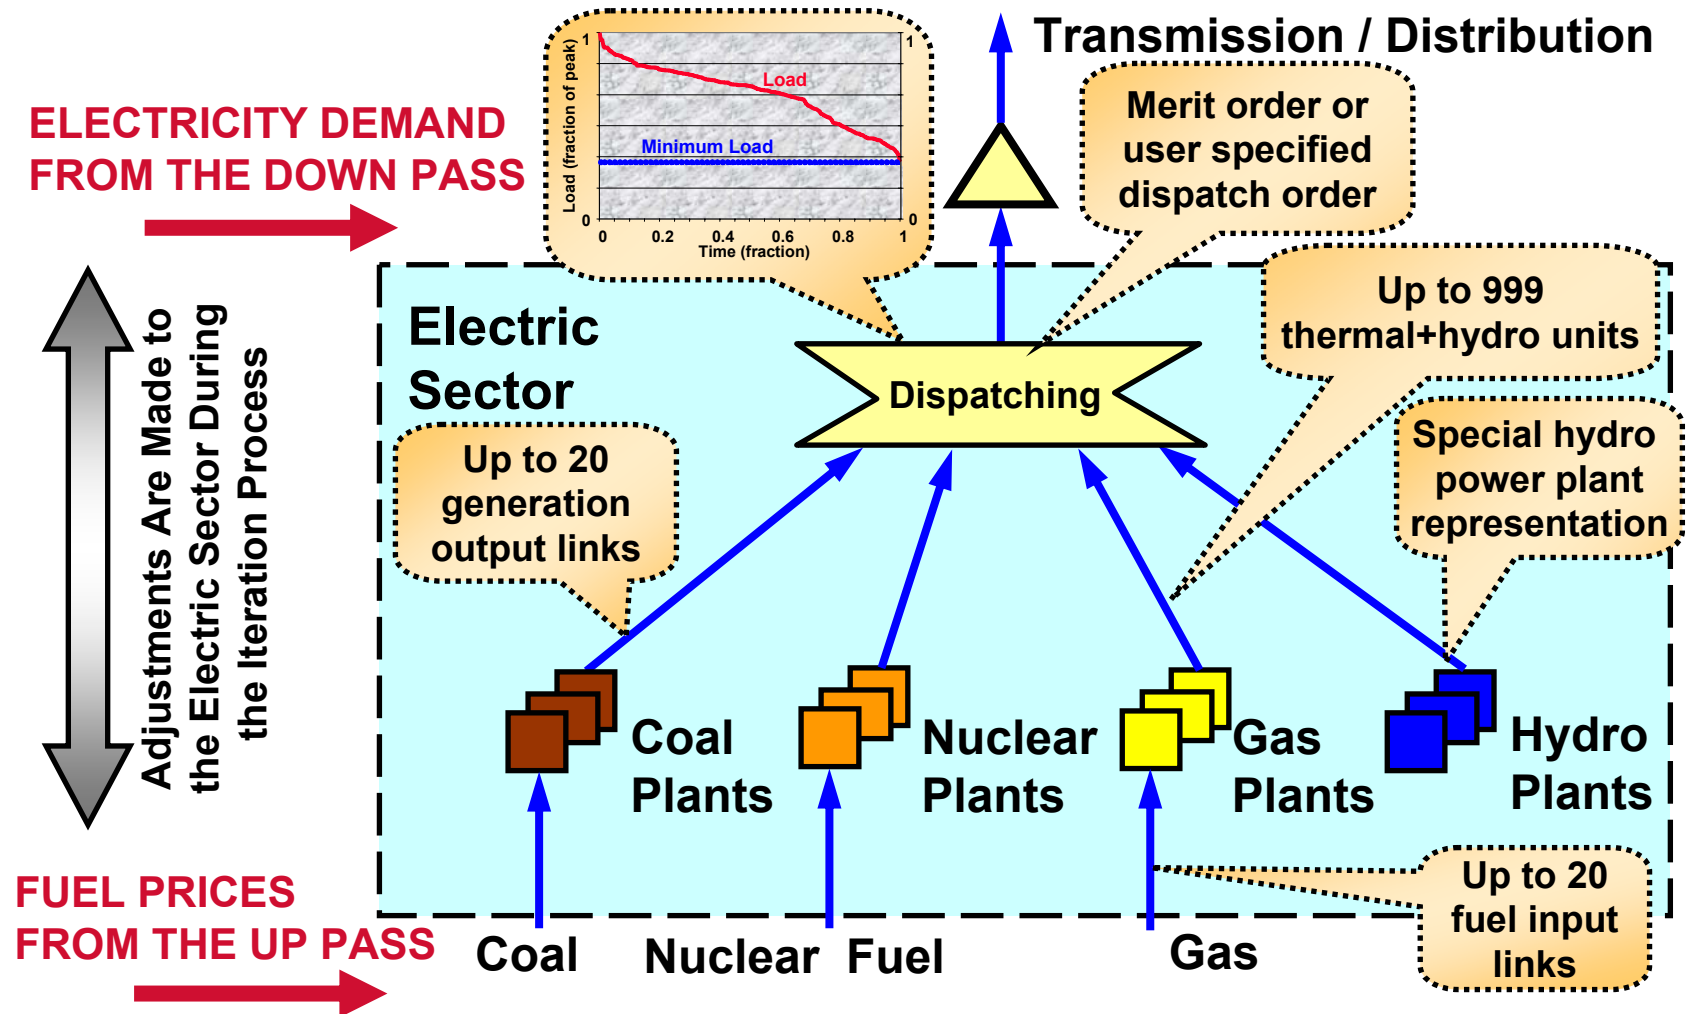 Transmission / Distribution
1
1
Load (fraction of peak)
Load
Minimum Load
0
0
0 0.2 0.4 0.6 0.8 1
Time (fraction)
Merit order or
user specified
dispatch order
ELECTRICITY DEMAND
FROM THE DOWN PASS
Up to 999
thermal+hydro units
Electric
Sector
Dispatching
Adjustments Are Made to
the Electric Sector During
the Iteration Process
Up to 20
generation
output links
Special hydro
power plant
representation
Coal
Plants
Nuclear
Plants
Gas
Plants
Hydro
Plants
Up to 20
fuel input
links
FUEL PRICES
FROM THE UP PASS
Coal
Nuclear Fuel
Gas